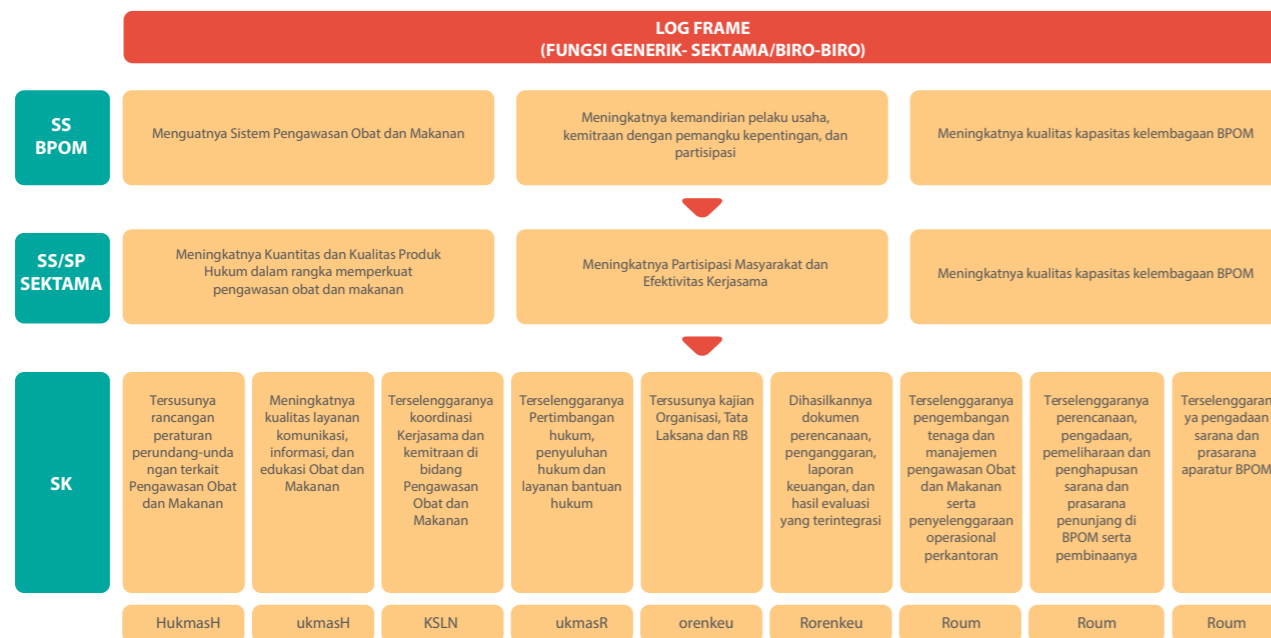 LOG FRAME
(FUNGSI GENERIK- SEKTAMA/BIRO-BIRO)
SS
BPOM
Menguatnya Sistem Pengawasan Obat dan Makanan
Meningkatnya kemandirian pelaku usaha,
kemitraan dengan pemangku kepentingan, dan
partisipasi
Meningkatnya kualitas kapasitas kelembagaan BPOM
SS/SP
SEKTAMA
Meningkatnya Kuantitas dan Kualitas Produk
Hukum dalam rangka memperkuat
pengawasan obat dan makanan
Meningkatnya Partisipasi Masyarakat dan
Efektivitas Kerjasama
Meningkatnya kualitas kapasitas kelembagaan BPOM
SK
Tersusunya
rancangan
peraturan
perundang-unda
ngan terkait
Pengawasan Obat
dan Makanan
Meningkatnya
kualitas layanan
komunikasi,
informasi, dan
edukasi Obat dan
Makanan
Terselenggaranya
koordinasi
Kerjasama dan
kemitraan di
bidang
Pengawasan
Obat dan
Makanan
Terselenggaranya
Pertimbangan
hukum,
penyuluhan
hukum dan
layanan bantuan
hukum
Tersusunya kajian
Organisasi, Tata
Laksana dan RB
Dihasilkannya
dokumen
perencanaan,
penganggaran,
laporan
keuangan, dan
hasil evaluasi
yang terintegrasi
Terselenggaranya
pengembangan
tenaga dan
manajemen
pengawasan Obat
dan Makanan
serta
penyelenggaraan
operasional
perkantoran
Terselenggaranya
perencanaan,
pengadaan,
pemeliharaan dan
penghapusan
sarana dan
prasarana
penunjang di
BPOM serta
pembinaanya
Terselenggaran
ya pengadaan
sarana dan
prasarana
aparatur BPOM
HukmasH
ukmasH
KSLN
ukmasR
orenkeu
Rorenkeu
Roum
Roum
Roum